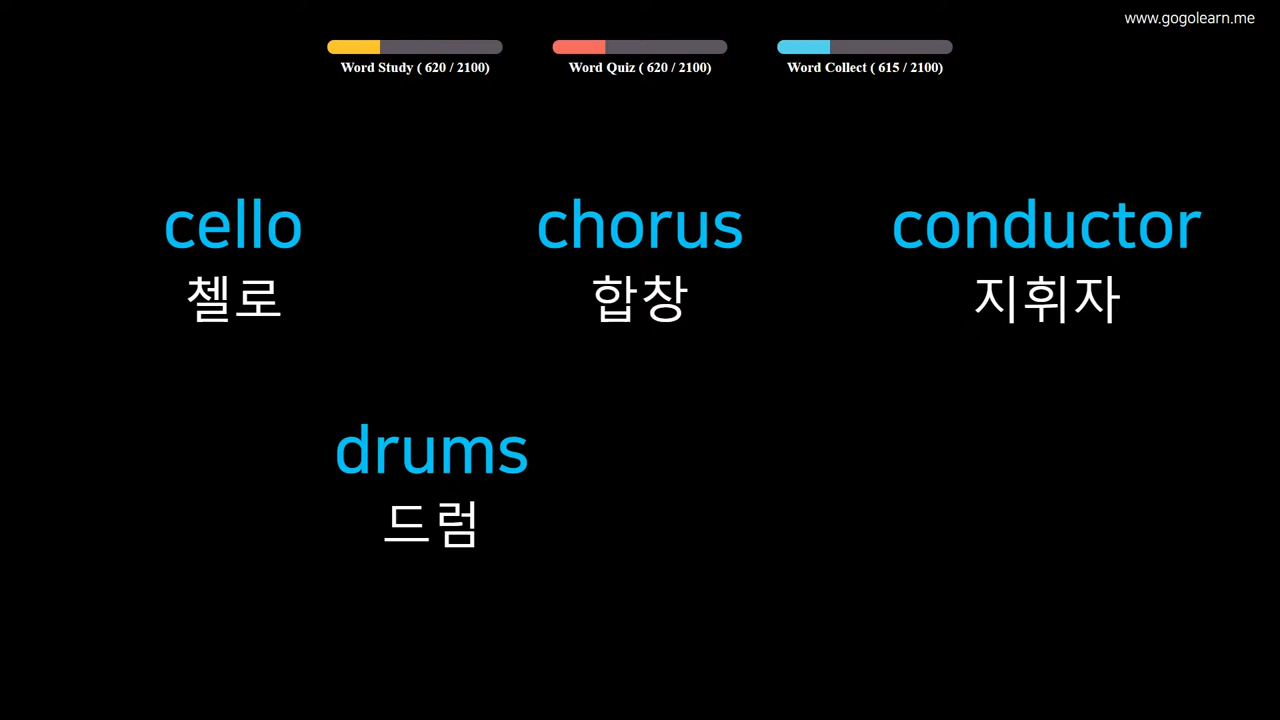 www.gogolearn.me
Word Study ( 620 / 2100) Word Quiz ( 620 / 2100) Word Collect ( 615 / 2100)
cello chorus conductor
첼로 합창 지휘자
drums
드럼